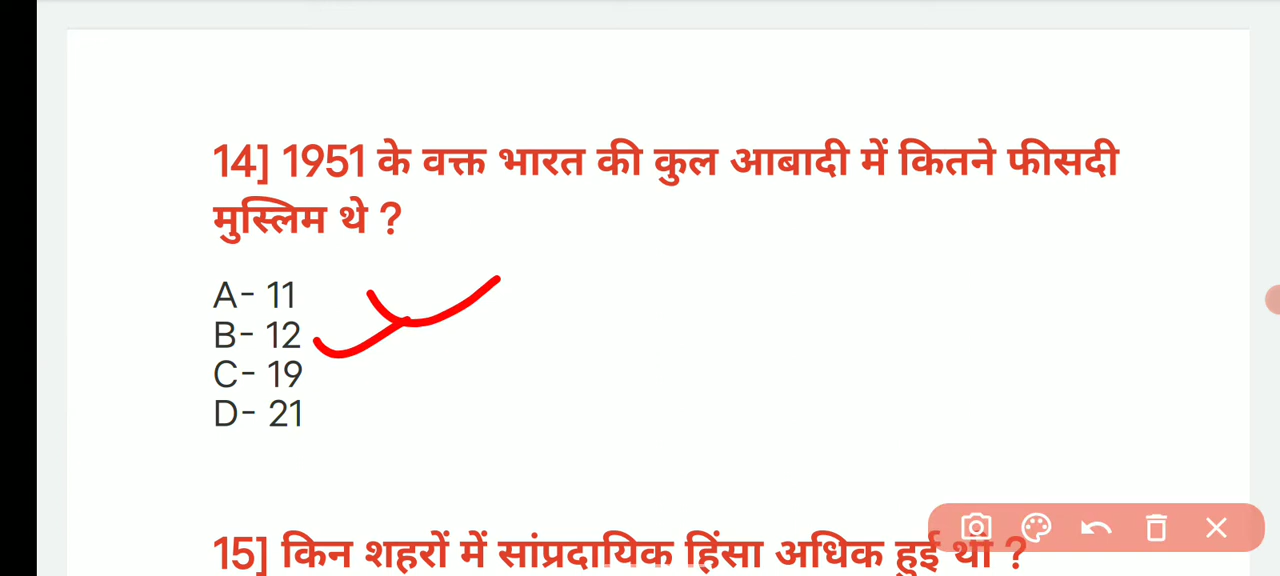 14] 1951 के वक्त भारत की कुल आबादी में कितने फीसदी
मुस्लिम थे ?
A- 11
B- 12
C- 19
D- 21
15] किन शहरों में सांप्रदायिक हिंसा अधिक हुई थी ?